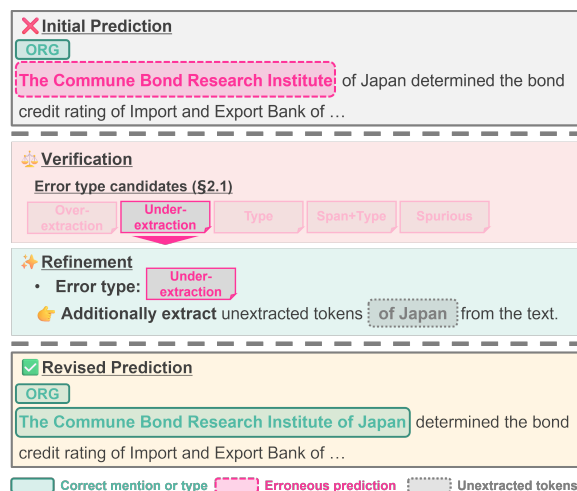 ❌ Initial Prediction
ORG
The Commune Bond Research Institute of Japan determined the bond
credit rating of Import and Export Bank of …
⚖️ Verification
Error type candidates (§2.1)
Over-extraction Under-extraction Type Span+Type Spurious
✨ Refinement
• Error type: Under-extraction
👉 Additionally extract unextracted tokens of Japan from the text.
✅ Revised Prediction
ORG
The Commune Bond Research Institute of Japan determined the bond
credit rating of Import and Export Bank of …
Correct mention or type Erroneous prediction Unextracted tokens